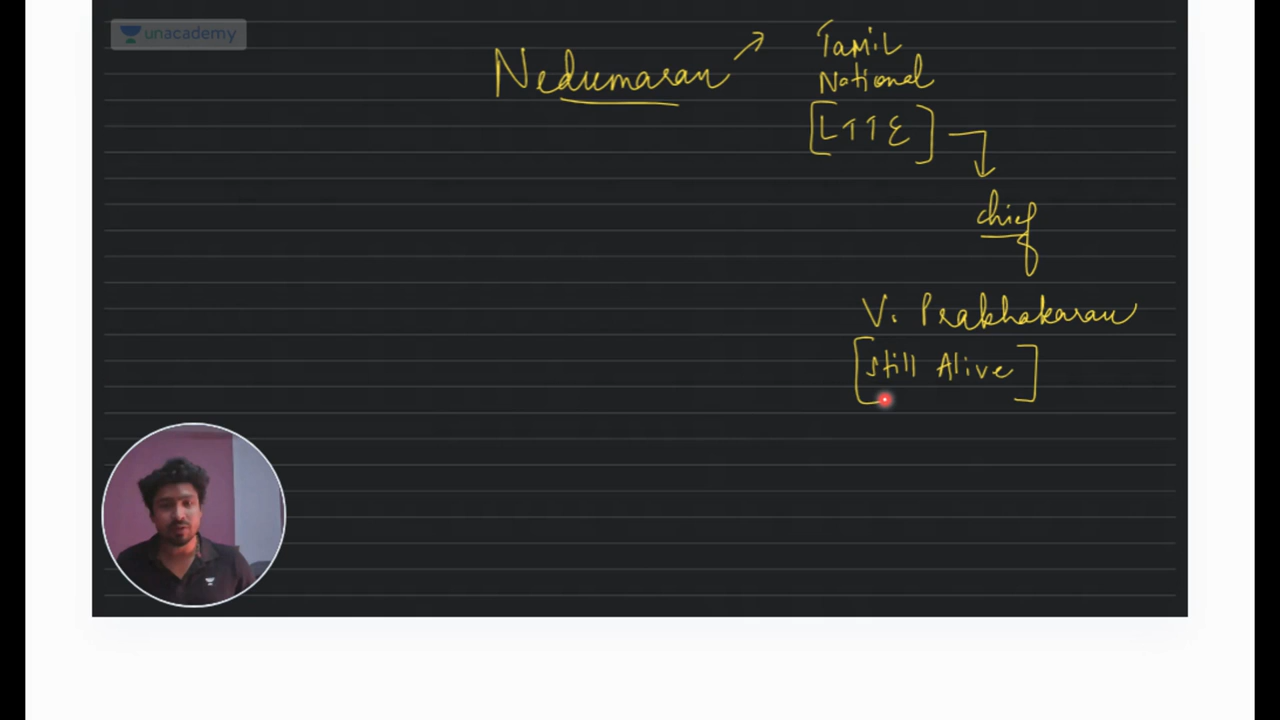 unacademy
Nedumaran
Tamil
National
[LTTE]
chief
V. Prabhakaran
[Still Alive]